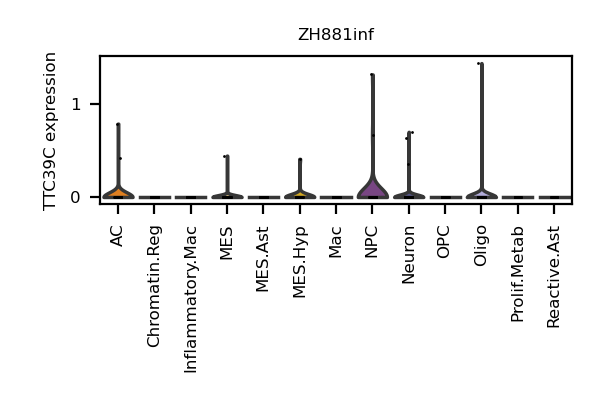 ZH881inf
TTC39C expression
1
0
AC
Chromatin.Reg
Inflammatory.Mac
MES
MES.Ast
MES.Hyp
Mac
NPC
Neuron
OPC
Oligo
Prolif.Metab
Reactive.Ast